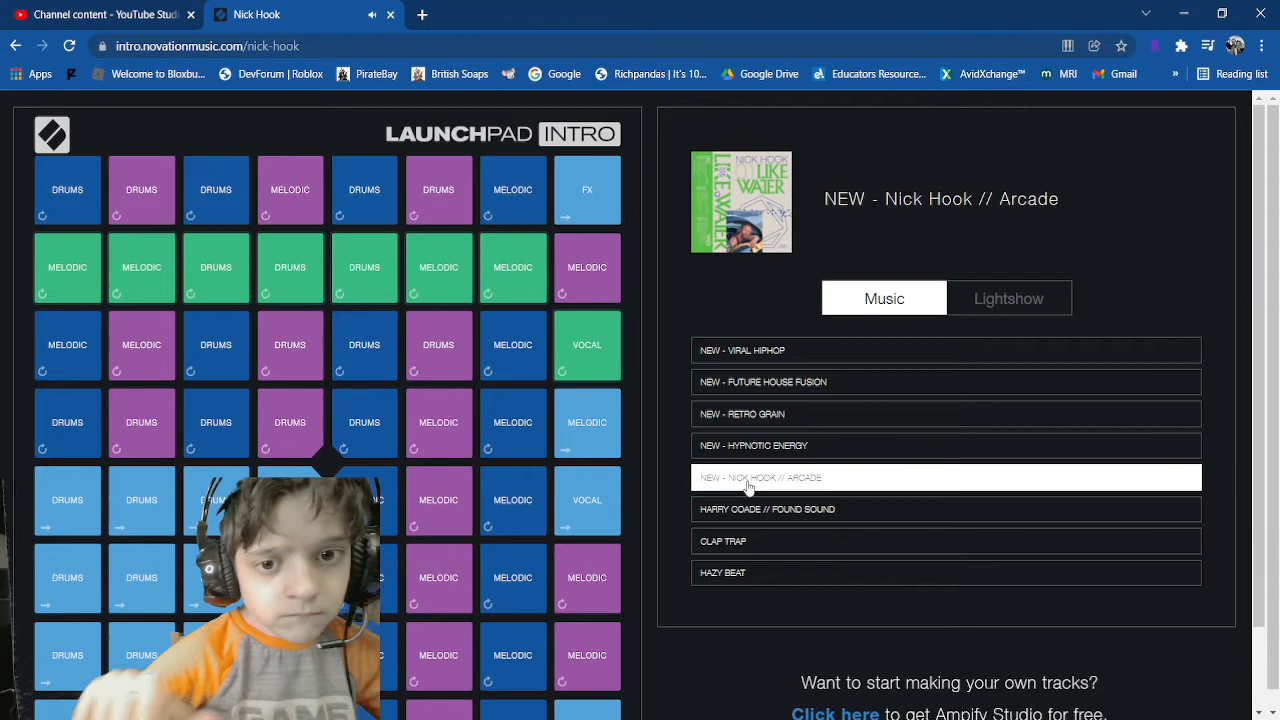 Channel content - YouTube Stud
Nick Hook
intro.novationmusic.com/nick-hook
Apps
Welcome to Bloxbu...
DevForum | Roblox
PirateBay
British Soaps
Google
Richpandas | It's 10...
Google Drive
Educators Resource...
AvidXchange™
MRI
Gmail
»
Reading list
LAUNCHPAD INTRO
DRUMS DRUMS DRUMS MELODIC DRUMS DRUMS MELODIC FX
MELODIC MELODIC DRUMS DRUMS DRUMS MELODIC MELODIC MELODIC
MELODIC MELODIC DRUMS DRUMS DRUMS DRUMS MELODIC VOCAL
DRUMS DRUMS DRUMS DRUMS DRUMS MELODIC MELODIC MELODIC
DRUMS DRUMS MELODIC MELODIC VOCAL
DRUMS DRUMS MELODIC MELODIC MELODIC
DRUMS DRUMS MELODIC MELODIC MELODIC
GAME
NICK HOOK
01 LIKE
WATER
LIKE WATER
NEW - Nick Hook // Arcade
Music Lightshow
NEW - VIRAL HIPHOP
NEW - FUTURE HOUSE FUSION
NEW - RETRO GRAIN
NEW - HYPNOTIC ENERGY
NEW - NICK HOOK // ARCADE
HARRY COADE // FOUND SOUND
CLAP TRAP
HAZY BEAT
Want to start making your own tracks?
Click here to get Ampify Studio for free.